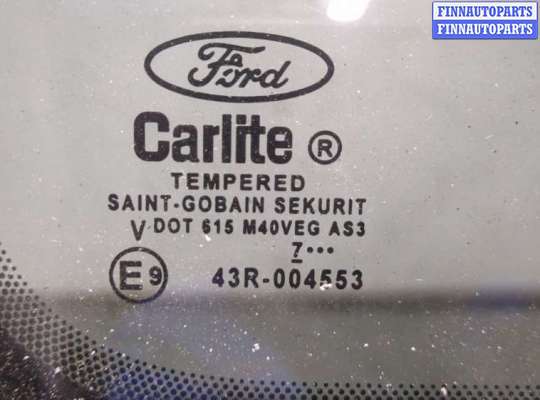 FINNAUTOPARTS
FINNAUTOPARTS
Ford
Carlite ®
TEMPERED
SAINT-GOBAIN SEKURIT
V DOT 615 M40VEG AS3
7...
E9 43R-004553